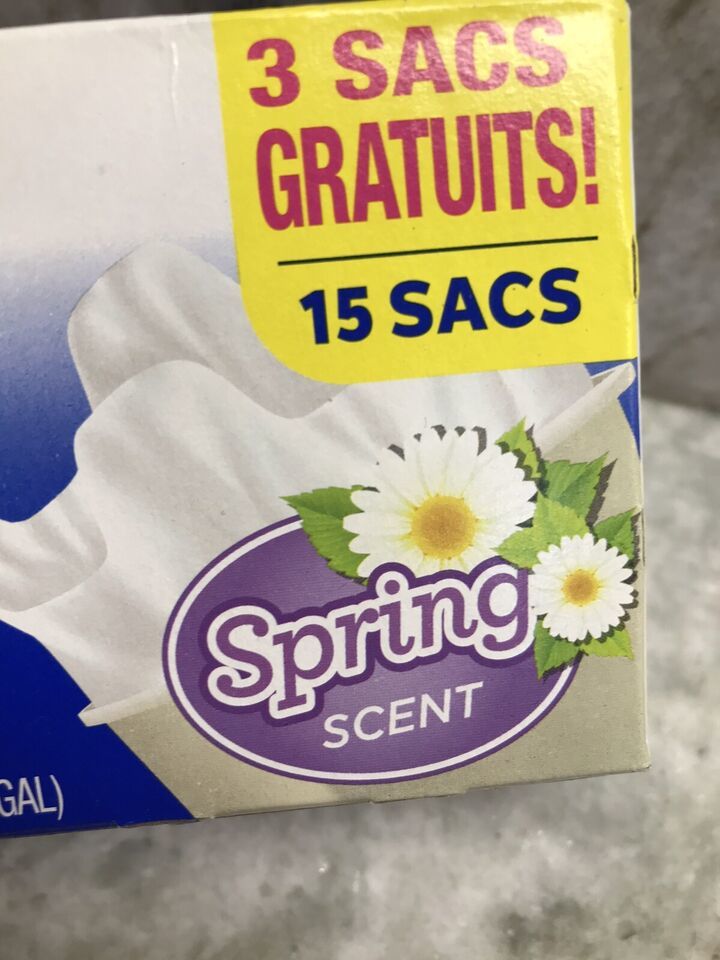 3 SACS
GRATUITS!
15 SACS
Spring
SCENT
GAL)